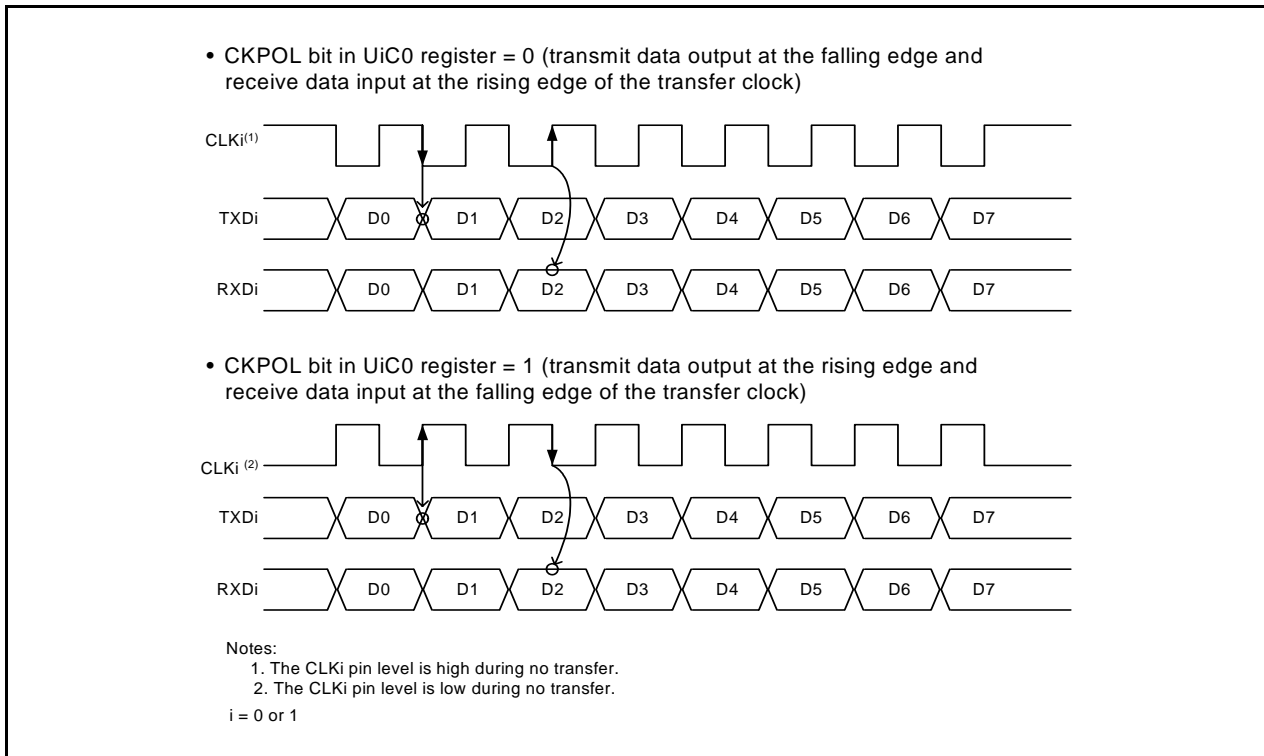 • CKPOL bit in UiC0 register = 0 (transmit data output at the falling edge and
receive data input at the rising edge of the transfer clock)
CLKi(1)
TXDi D0 D1 D2 D3 D4 D5 D6 D7
RXDi D0 D1 D2 D3 D4 D5 D6 D7
• CKPOL bit in UiC0 register = 1 (transmit data output at the rising edge and
receive data input at the falling edge of the transfer clock)
CLKi (2)
TXDi D0 D1 D2 D3 D4 D5 D6 D7
RXDi D0 D1 D2 D3 D4 D5 D6 D7
Notes:
1. The CLKi pin level is high during no transfer.
2. The CLKi pin level is low during no transfer.
i = 0 or 1